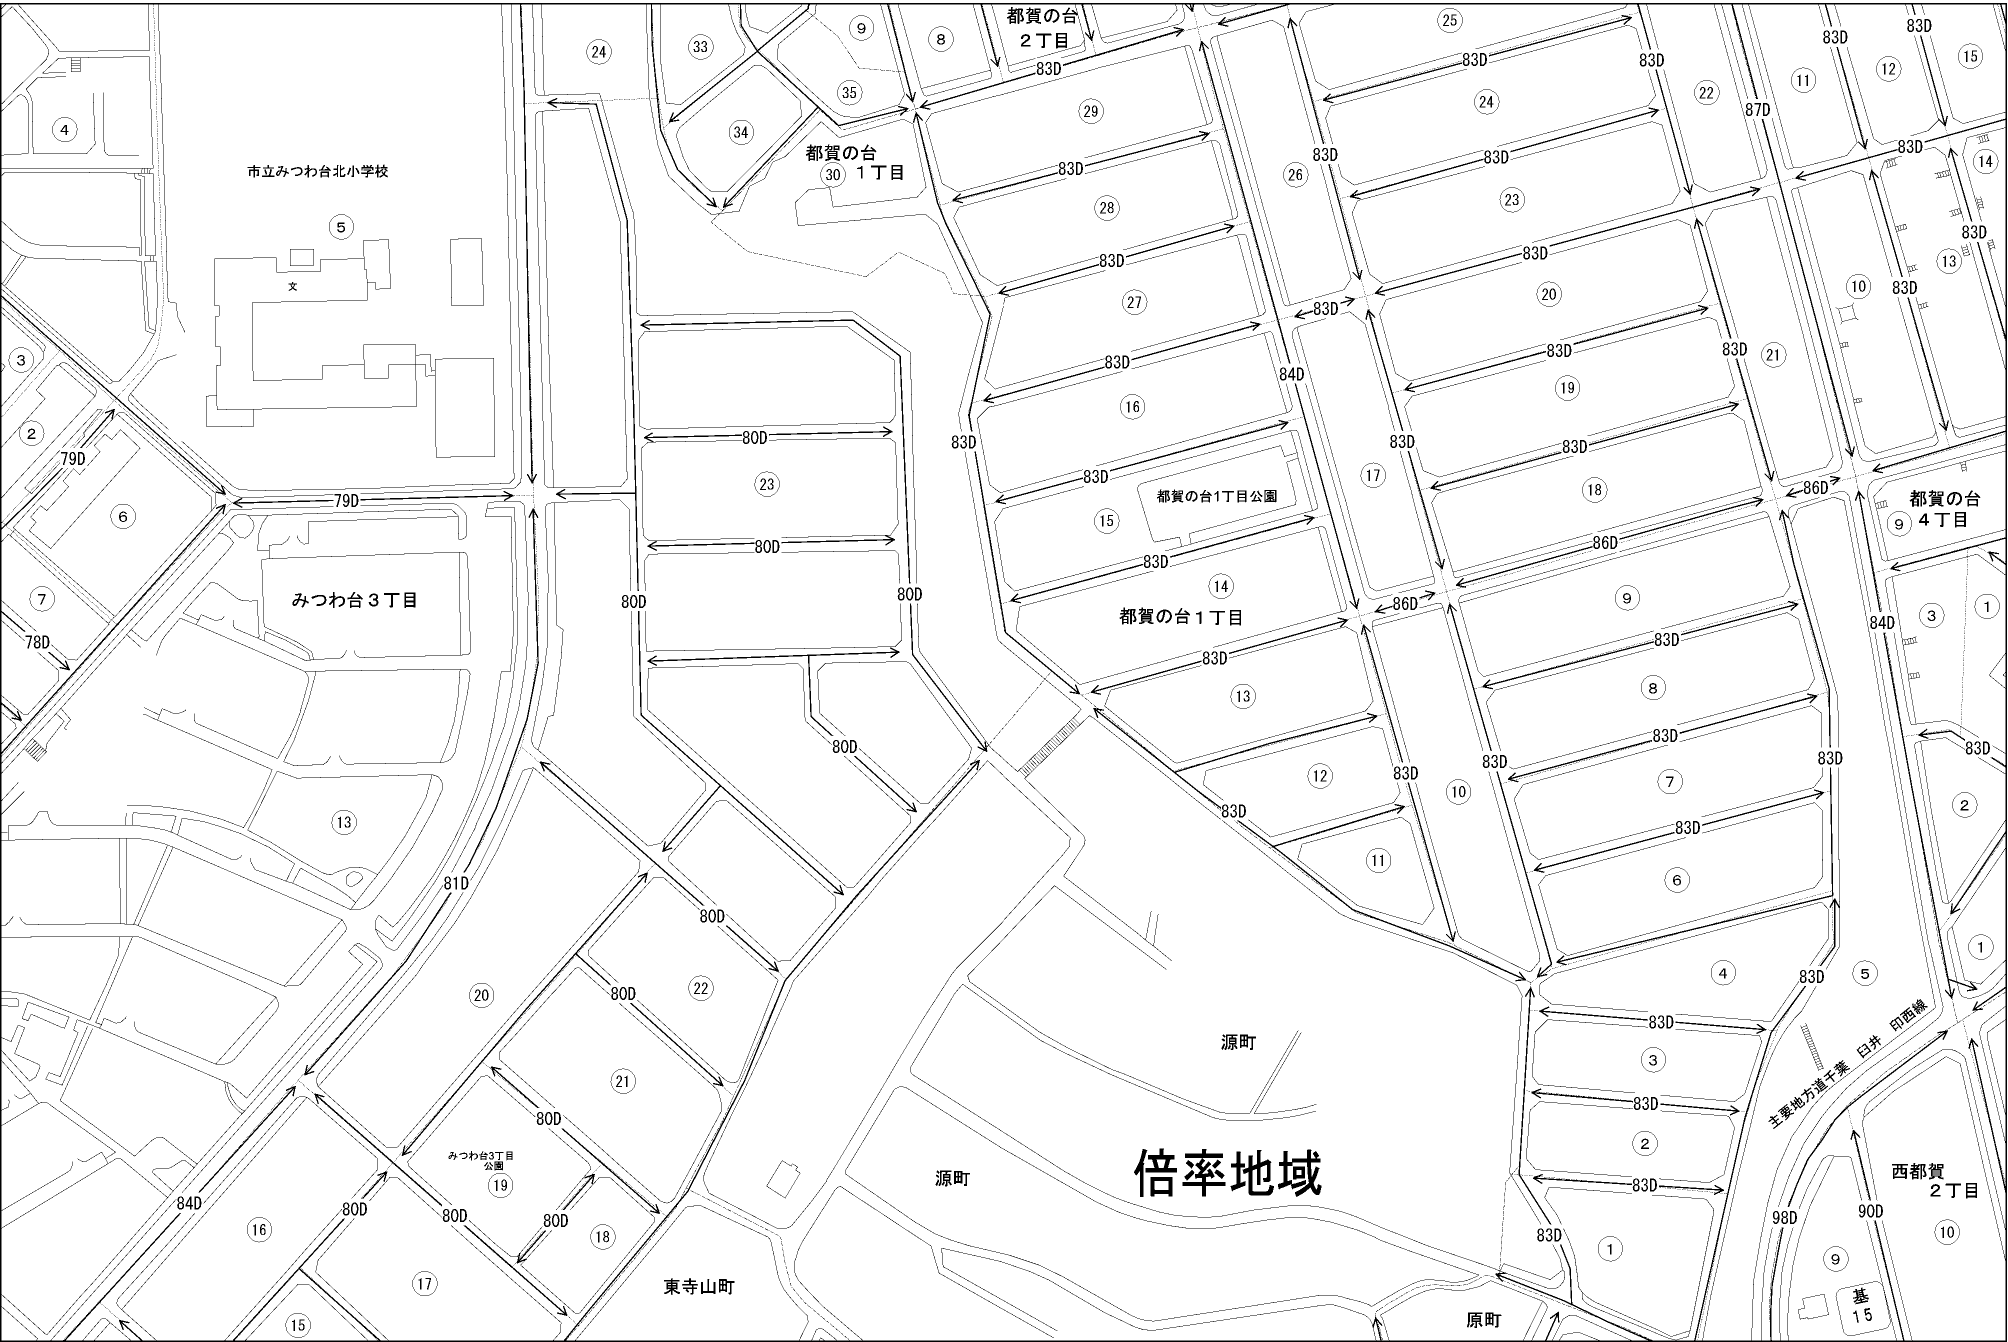 都賀の台
２丁目
25
83D
83D
9
8
33
24
83D
83D
12
15
11
35
29
24
22
87D
4
34
都賀の台
１丁目
30
83D
83D
83D
14
市立みつわ台北小学校
83D
26
28
23
5
83D
83D
83D
13
文
27
83D
20
10
83D
3
83D
84D
83D
19
83D
21
2
16
83D
83D
79D
80D
23
83D
17
83D
18
86D
都賀の台1丁目公園
都賀の台
４丁目
9
79D
6
15
80D
83D
86D
みつわ台３丁目
7
80D
80D
14
86D
9
都賀の台１丁目
84D
3
1
78D
83D
83D
13
8
80D
83D
83D
83D
83D
12
83D
7
10
2
13
83D
83D
11
81D
6
80D
1
20
80D
22
4
83D
5
83D
源町
主要地方道千葉　臼井　印西線
21
3
80D
83D
みつわ台3丁目
公園
19
2
倍率地域
源町
83D
西都賀
２丁目
84D
80D
80D
80D
98D
90D
16
18
83D
1
10
17
東寺山町
9
15
原町
基
15